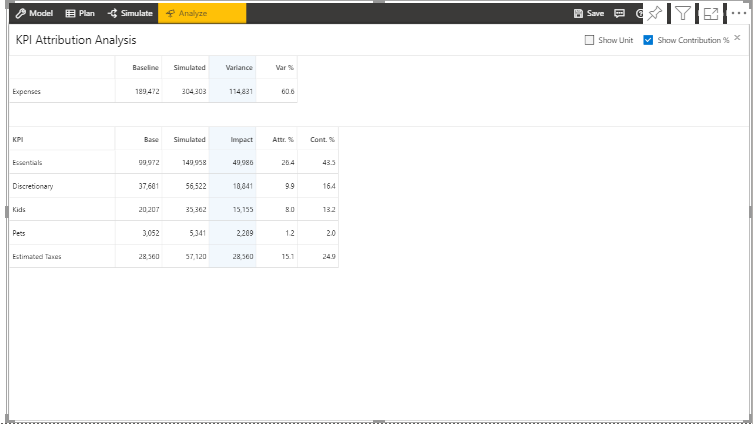 Model Plan Simulate Analyze Save
KPI Attribution Analysis Show Unit Show Contribution %
Baseline Simulated Variance Var %
Expenses 189,472 304,303 114,831 60.6
KPI Base Simulated Impact Attr. % Cont. %
Essentials 99,972 149,958 49,986 26.4 43.5
Discretionary 37,681 56,522 18,841 9.9 16.4
Kids 20,207 35,362 15,155 8.0 13.2
Pets 3,052 5,341 2,289 1.2 2.0
Estimated Taxes 28,560 57,120 28,560 15.1 24.9